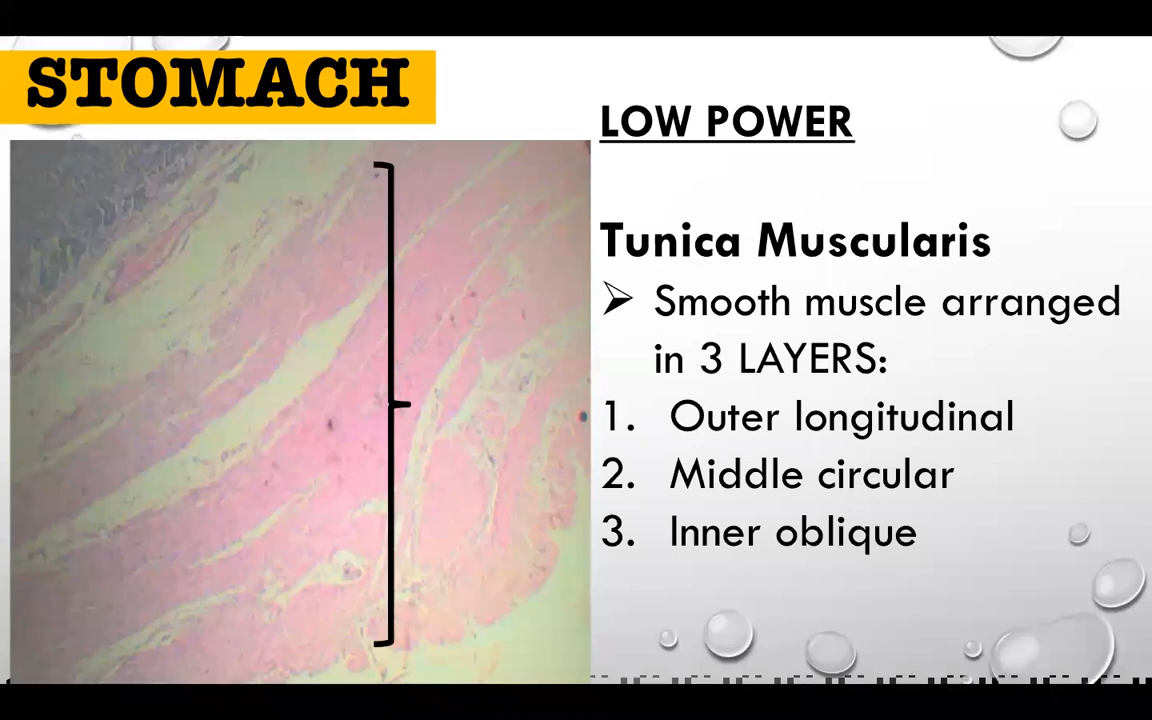 STOMACH
LOW POWER
Tunica Muscularis
➢ Smooth muscle arranged
in 3 LAYERS:
1. Outer longitudinal
2. Middle circular
3. Inner oblique